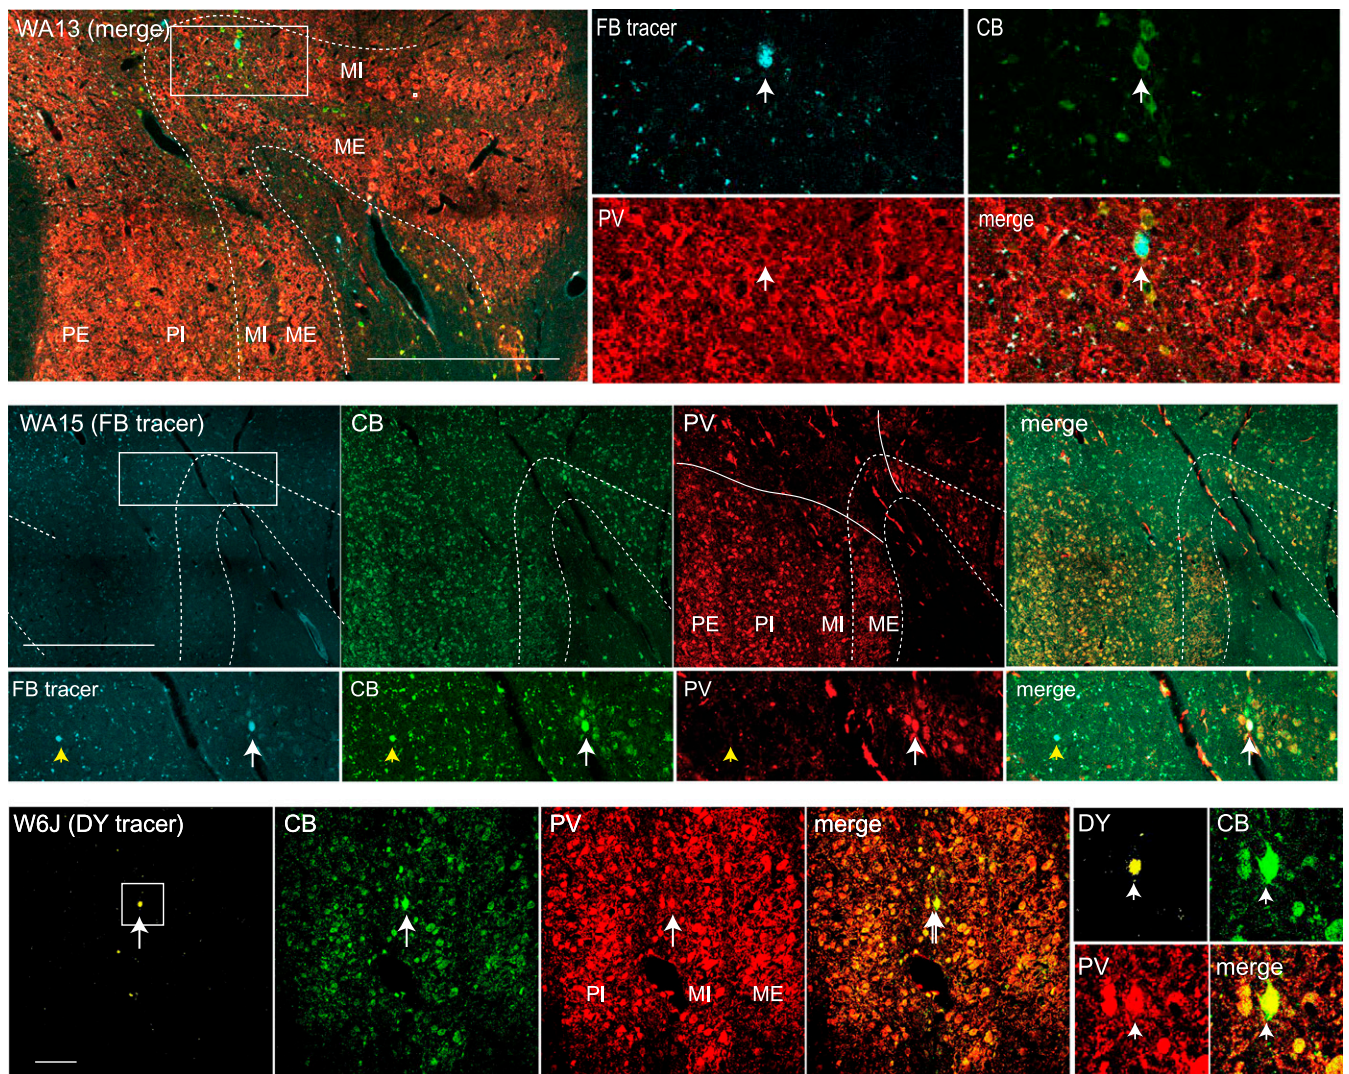 WA13 (merge)
MI
ME
PE PI MI ME
FB tracer
CB
PV
merge
WA15 (FB tracer)
CB
PV
merge
PE PI MI ME
FB tracer
CB
PV
merge
W6J (DY tracer)
CB
PV
merge
PI MI ME
DY
CB
PV
merge